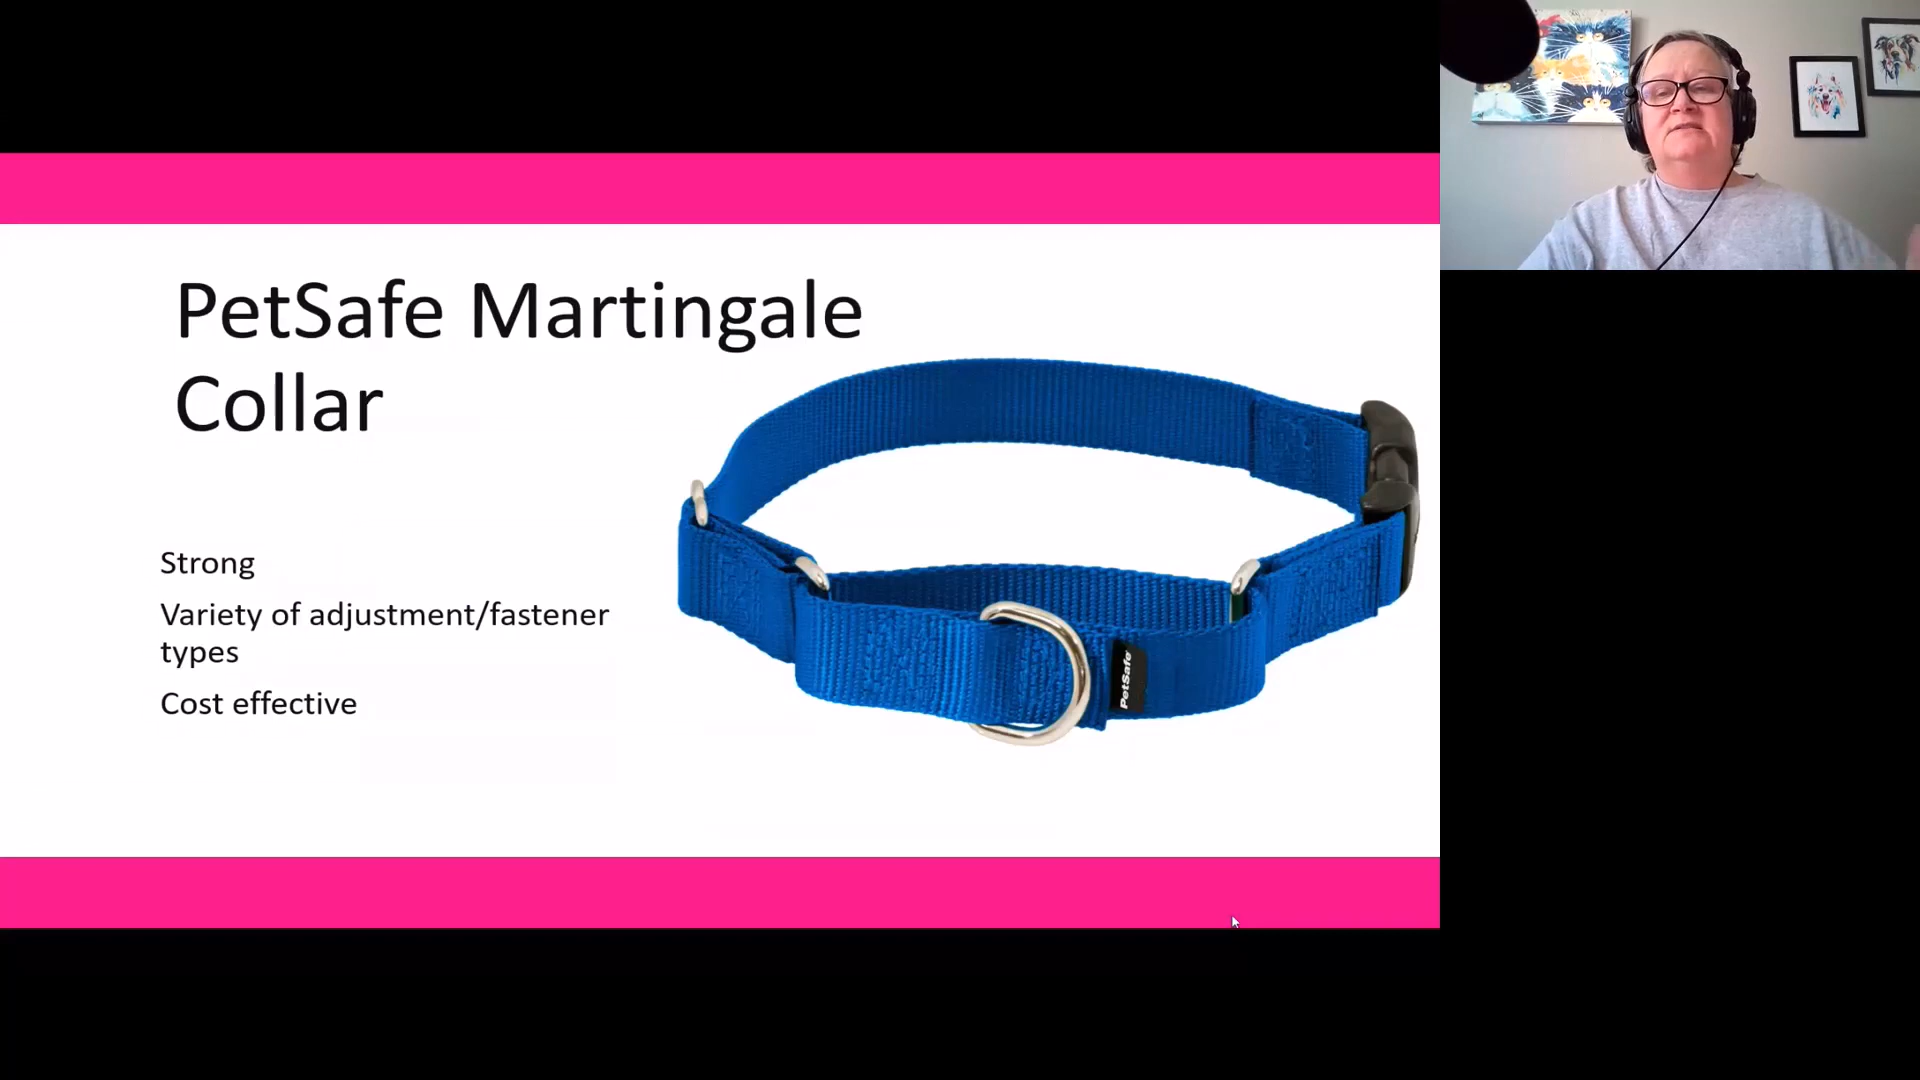 PetSafe Martingale
Collar
Strong
Variety of adjustment/fastener
types
Cost effective
PetSafe